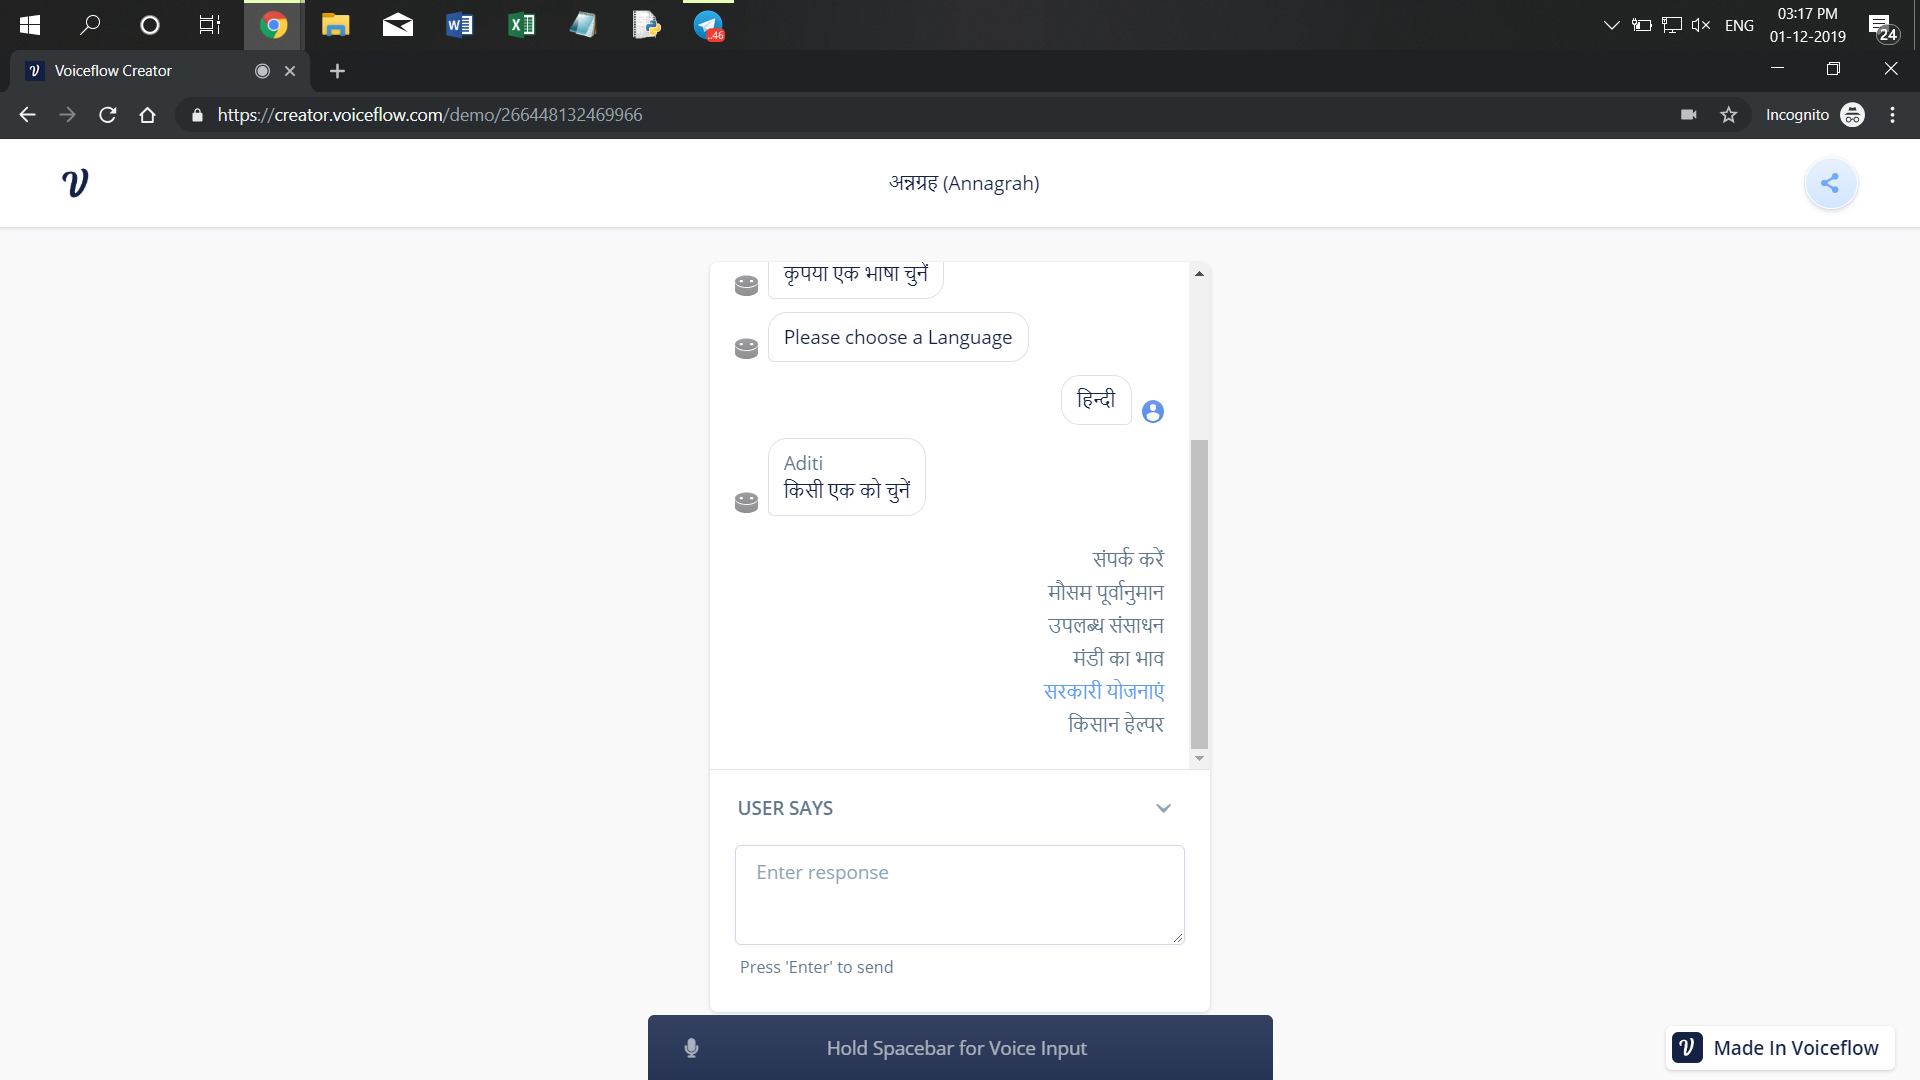 03:17 PM
ENG
01-12-2019
24
..46
Voiceflow Creator
https://creator.voiceflow.com/demo/266448132469966
Incognito
अन्नग्रह (Annagrah)
कृपया एक भाषा चुनें
Please choose a Language
हिन्दी
Aditi
किसी एक को चुनें
संपर्क करें
मौसम पूर्वानुमान
उपलब्ध संसाधन
मंडी का भाव
सरकारी योजनाएं
किसान हेल्पर
USER SAYS
Enter response
Press 'Enter' to send
Hold Spacebar for Voice Input
Made In Voiceflow